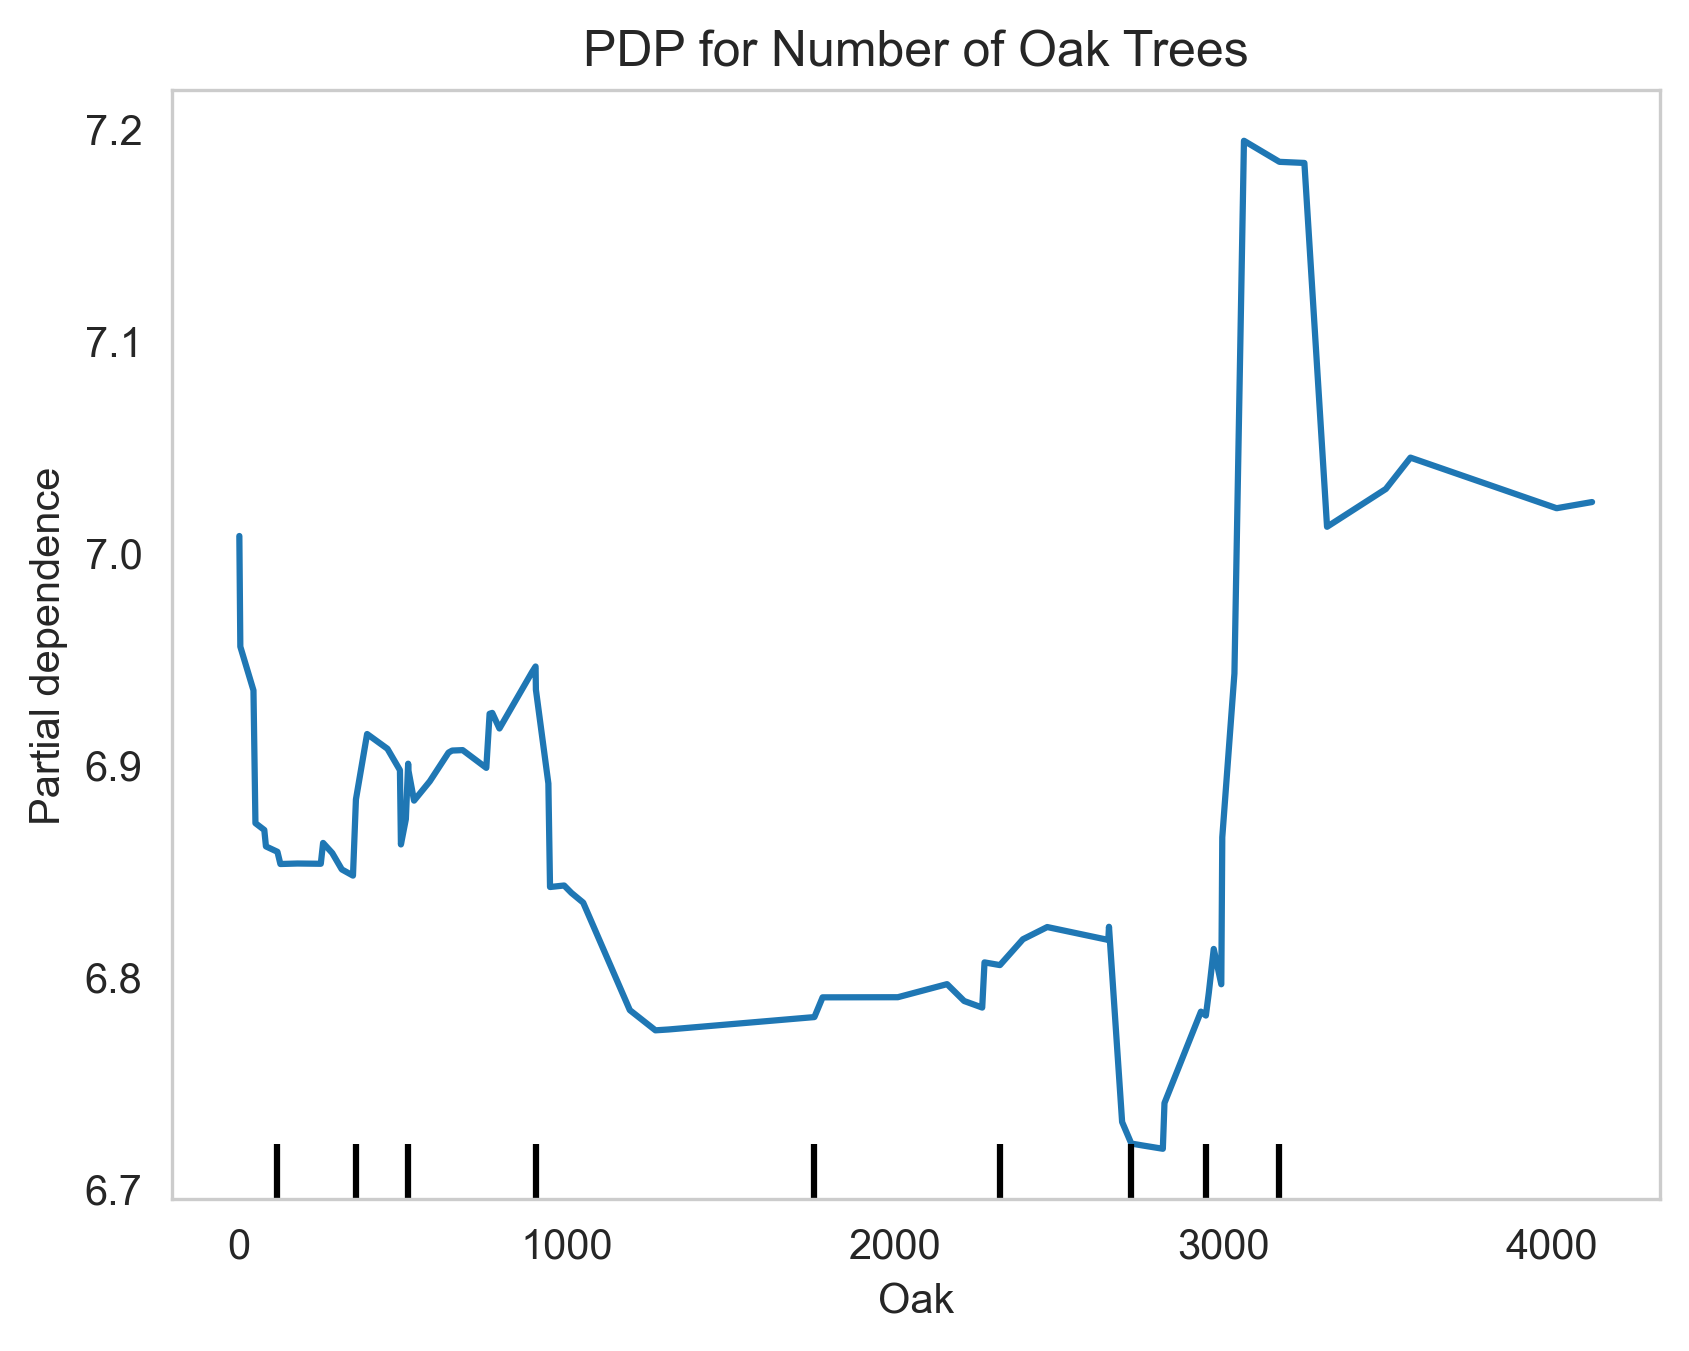 PDP for Number of Oak Trees
7.2
7.1
7.0
6.9
6.8
6.7
Partial dependence
0 1000 2000 3000 4000
Oak